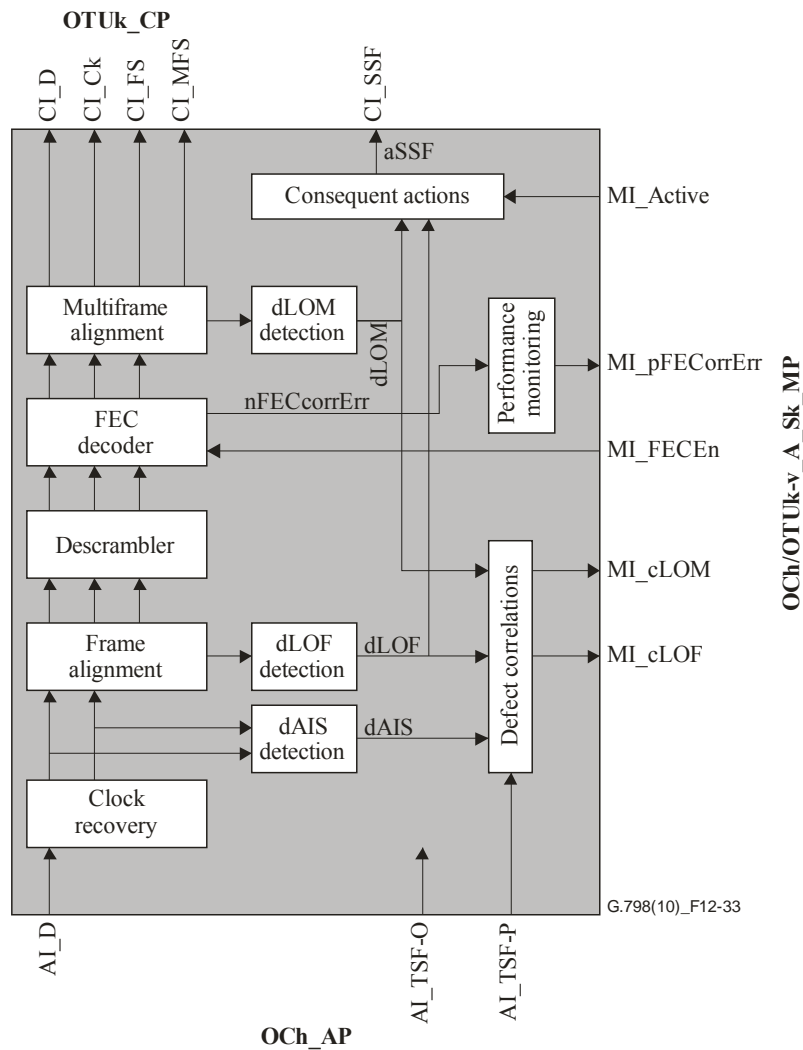 OTUk_CP
CI_D
CI_Ck
CI_FS
CI_MFS
CI_SSF
aSSF
Consequent actions
MI_Active
Multiframe
alignment
dLOM
detection
dLOM
Performance
monitoring
MI_pFECorrErr
nFECcorrErr
FEC
decoder
MI_FECEn
OCh/OTUk-v_A_Sk_MP
Descrambler
Defect correlations
MI_cLOM
Frame
alignment
dLOF
detection
dLOF
MI_cLOF
dAIS
detection
dAIS
Clock
recovery
G.798(10)_F12-33
AI_D
AI_TSF-O
AI_TSF-P
OCh_AP